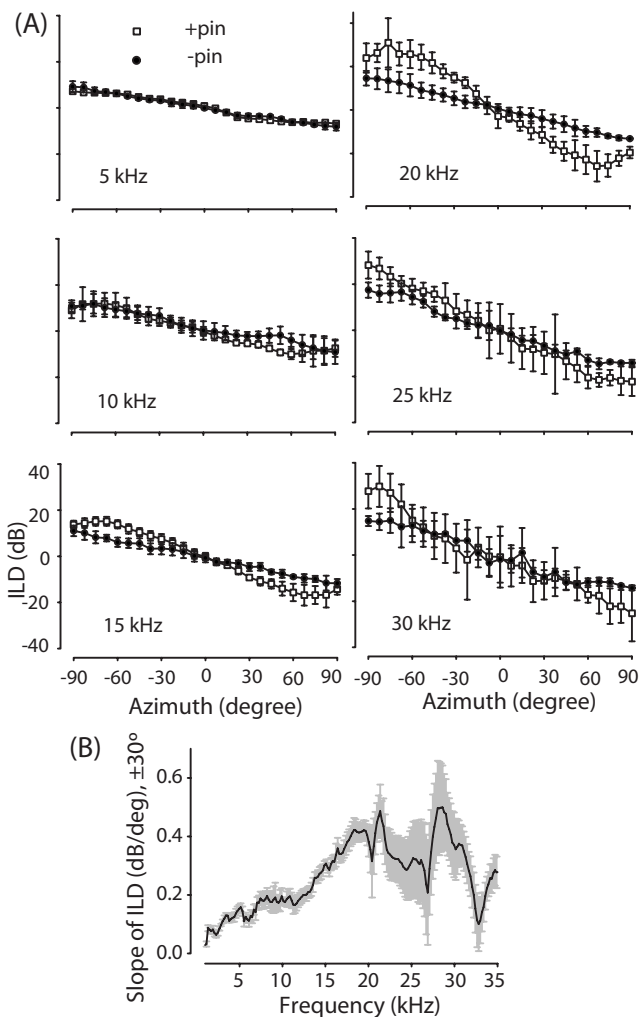 (A)
+pin
-pin
5 kHz
20 kHz
10 kHz
25 kHz
40
20
0
-20
-40
ILD (dB)
15 kHz
30 kHz
-90 -60 -30 0 30 60 90
-90 -60 -30 0 30 60 90
Azimuth (degree)
Azimuth (degree)
(B)
Slope of ILD (dB/deg), ±30º
0.6
0.4
0.2
0.0
5 10 15 20 25 30 35
Frequency (kHz)